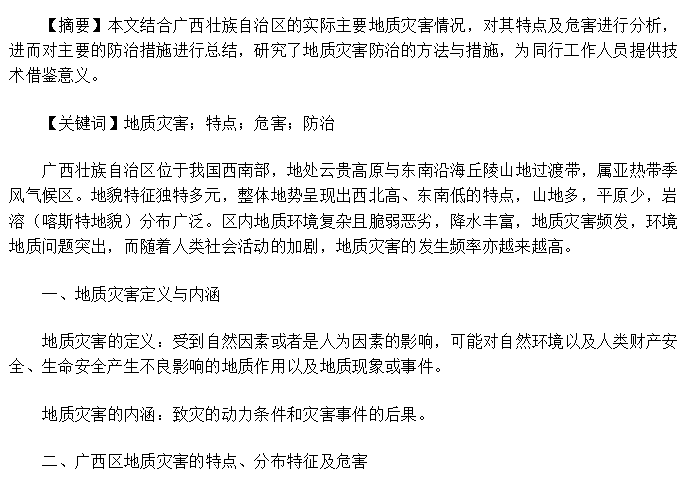 【摘要】本文结合广西壮族自治区的实际主要地质灾害情况，对其特点及危害进行分析，
进而对主要的防治措施进行总结，研究了地质灾害防治的方法与措施，为同行工作人员提供技
术借鉴意义。
【关键词】地质灾害；特点；危害；防治
广西壮族自治区位于我国西南部，地处云贵高原与东南沿海丘陵山地过渡带，属亚热带季
风气候区。地貌特征独特多元，整体地势呈现出西北高、东南低的特点，山地多，平原少，岩
溶（喀斯特地貌）分布广泛。区内地质环境复杂且脆弱恶劣，降水丰富，地质灾害频发，环境
地质问题突出，而随着人类社会活动的加剧，地质灾害的发生频率亦越来越高。
一、地质灾害定义与内涵
地质灾害的定义：受到自然因素或者是人为因素的影响，可能对自然环境以及人类财产安
全、生命安全产生不良影响的地质作用以及地质现象或事件。
地质灾害的内涵：致灾的动力条件和灾害事件的后果。
二、广西区地质灾害的特点、分布特征及危害